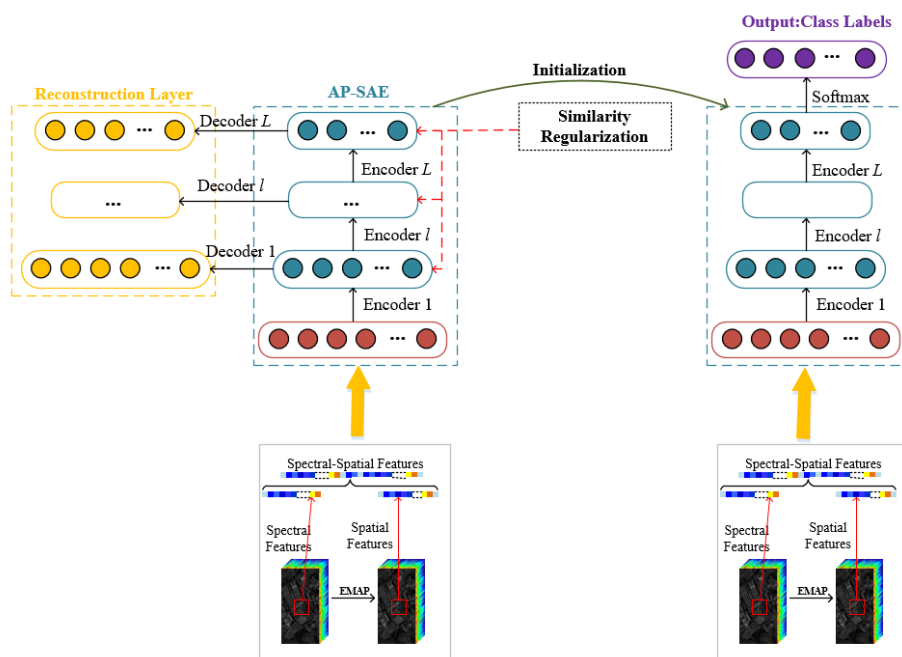 Output:Class Labels
...
Initialization
Softmax
Reconstruction Layer
AP-SAE
Similarity
Regularization
... Decoder L ...
...
Encoder L
Encoder L
Decoder l
... ...
Encoder l
Encoder l
Decoder 1
... ... ...
Encoder 1
Encoder 1
... ...
Spectral-Spatial Features
Spectral-Spatial Features
Spectral
Features
Spatial
Features
Spectral
Features
Spatial
Features
EMAP
EMAP